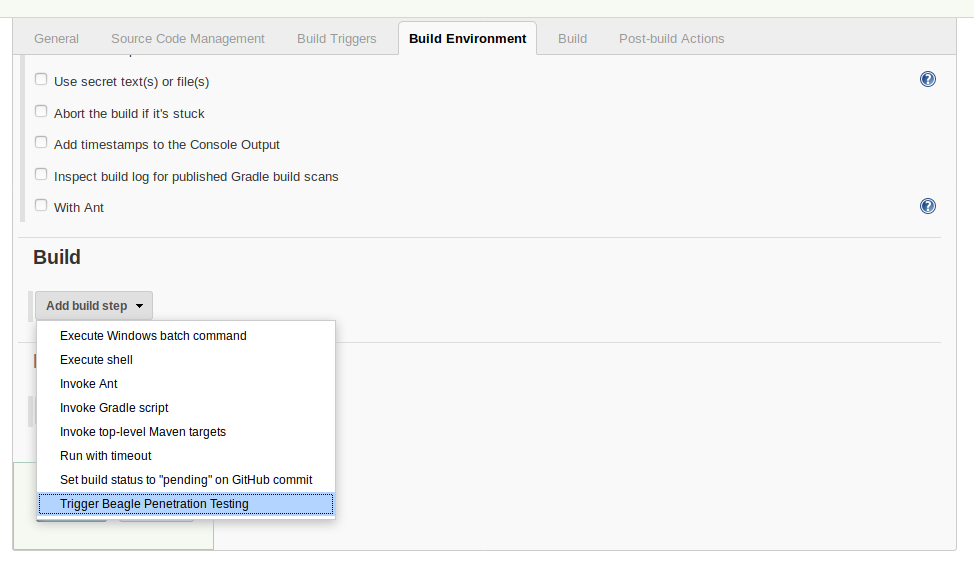 General Source Code Management Build Triggers Build Environment Build Post-build Actions
Use secret text(s) or file(s)
Abort the build if it's stuck
Add timestamps to the Console Output
Inspect build log for published Gradle build scans
With Ant
Build
Add build step
Execute Windows batch command
Execute shell
Invoke Ant
Invoke Gradle script
Invoke top-level Maven targets
Run with timeout
Set build status to "pending" on GitHub commit
Trigger Beagle Penetration Testing